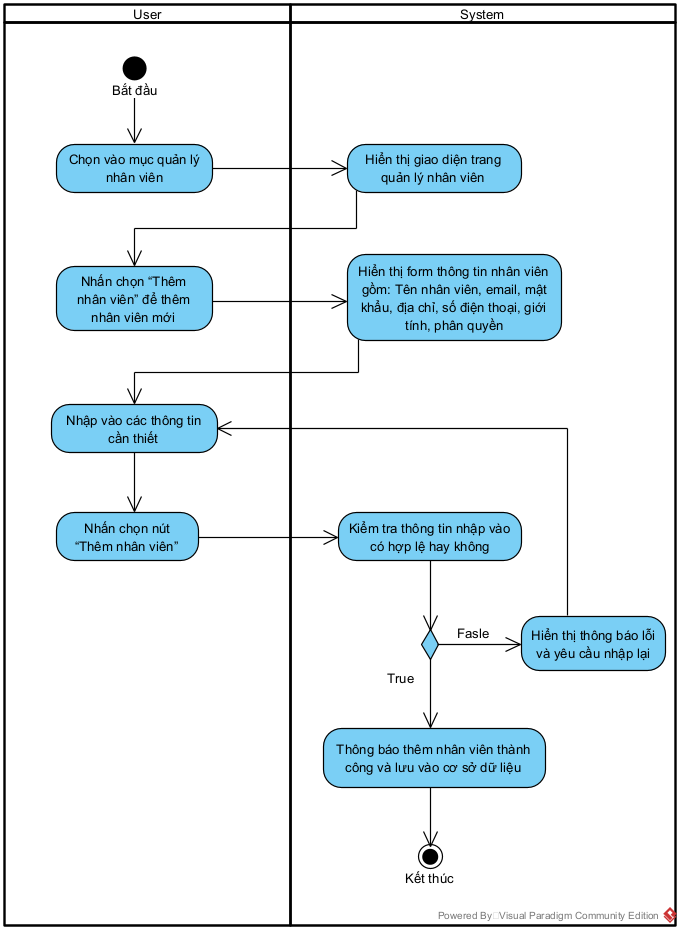 User
System
Bắt đầu
Chọn vào mục quản lý
nhân viên
Hiển thị giao diện trang
quản lý nhân viên
Nhấn chọn “Thêm
nhân viên” để thêm
nhân viên mới
Hiển thị form thông tin nhân viên
gồm: Tên nhân viên, email, mật
khẩu, địa chỉ, số điện thoại, giới
tính, phân quyền
Nhập vào các thông tin
cần thiết
Nhấn chọn nút
“Thêm nhân viên”
Kiểm tra thông tin nhập vào
có hợp lệ hay không
Fasle
Hiển thị thông báo lỗi
và yêu cầu nhập lại
True
Thông báo thêm nhân viên thành
công và lưu vào cơ sở dữ liệu
Kết thúc
Powered By Visual Paradigm Community Edition